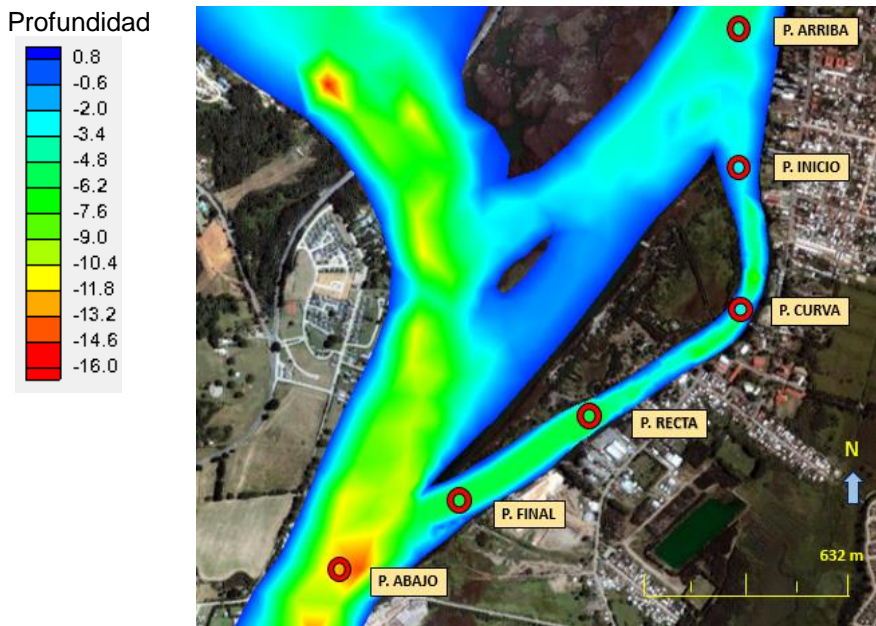 Profundidad
0.8
-0.6
-2.0
-3.4
-4.8
-6.2
-7.6
-9.0
-10.4
-11.8
-13.2
-14.6
-16.0
P. ARRIBA
P. INICIO
P. CURVA
P. RECTA
N
P. FINAL
632 m
P. ABAJO